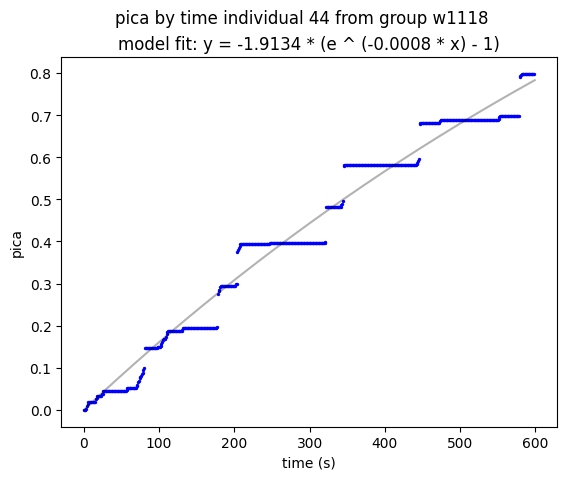 pica by time individual 44 from group w1118
model fit: y = -1.9134 * (e ^ (-0.0008 * x) - 1)
0.8
0.7
0.6
0.5
0.4
0.3
0.2
0.1
0.0
pica
0 100 200 300 400 500 600
time (s)